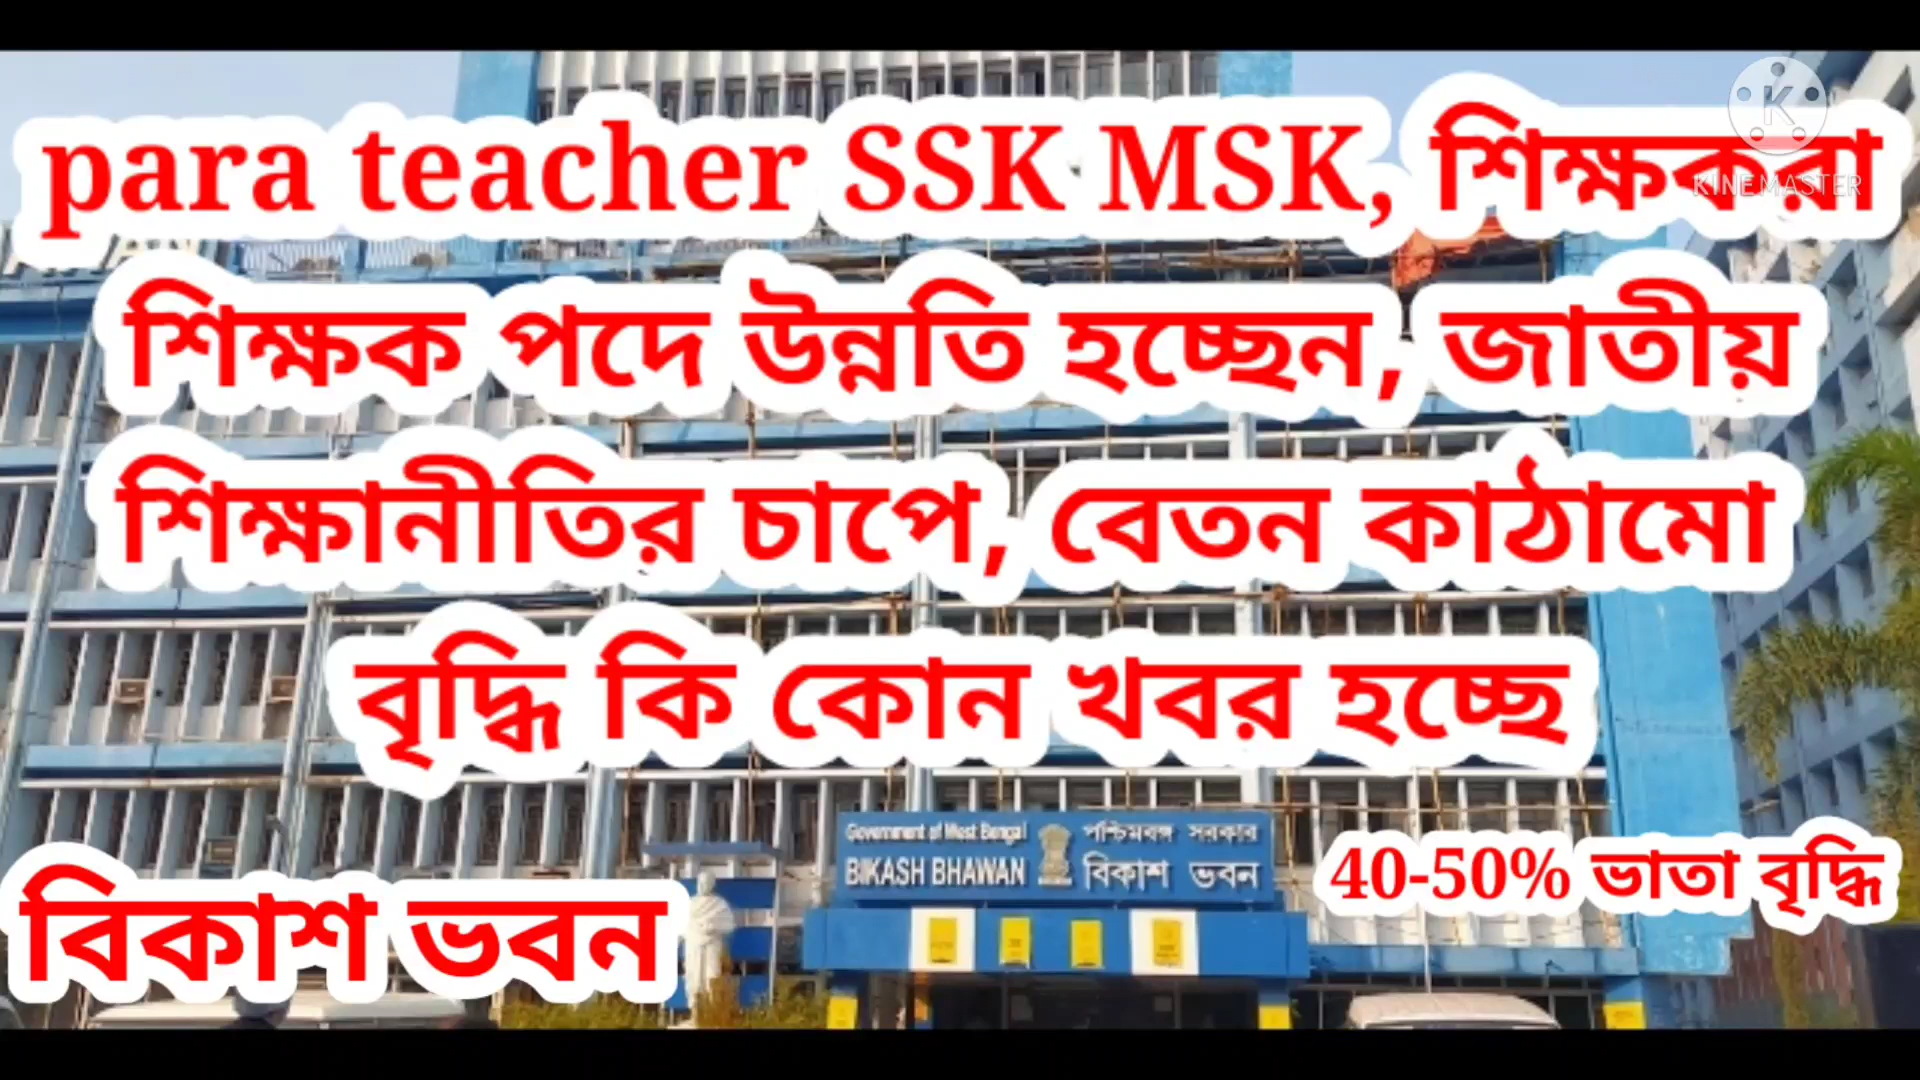 para teacher SSK MSK, শিক্ষকরা
শিক্ষক পদে উন্নতি হচ্ছেন, জাতীয়
শিক্ষানীতির চাপে, বেতন কাঠামো
বৃদ্ধি কি কোন খবর হচ্ছে
KINEMASTER
Government of West Bengal
BIKASH BHAWAN
পশ্চিমবঙ্গ সরকার
বিকাশ ভবন
40-50% ভাতা বৃদ্ধি
বিকাশ ভবন